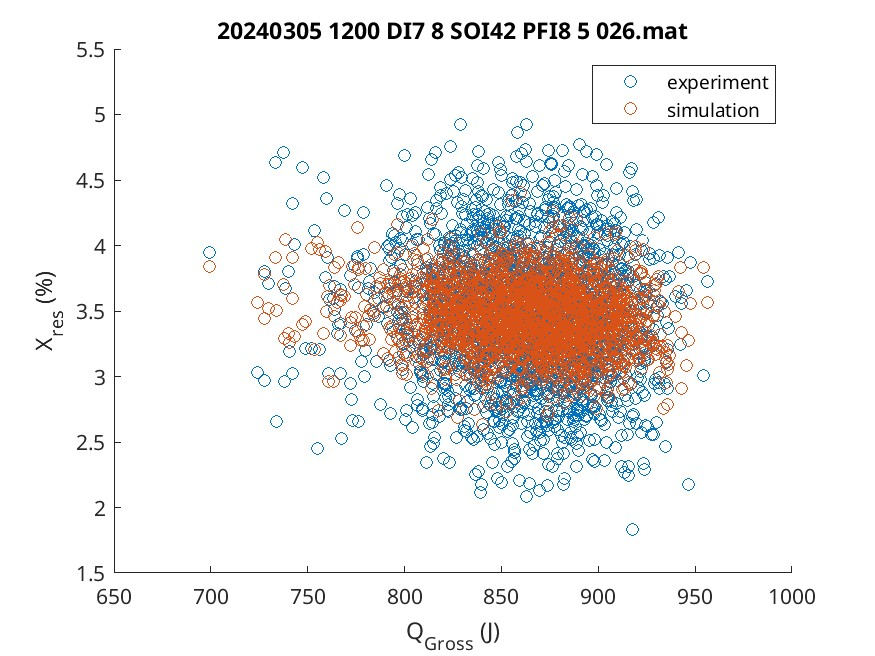 20240305 1200 DI7 8 SOI42 PFI8 5 026.mat
experiment
simulation
5.5
5
4.5
4
3.5
3
2.5
2
1.5
X_res (%)
650 700 750 800 850 900 950 1000
Q_Gross (J)